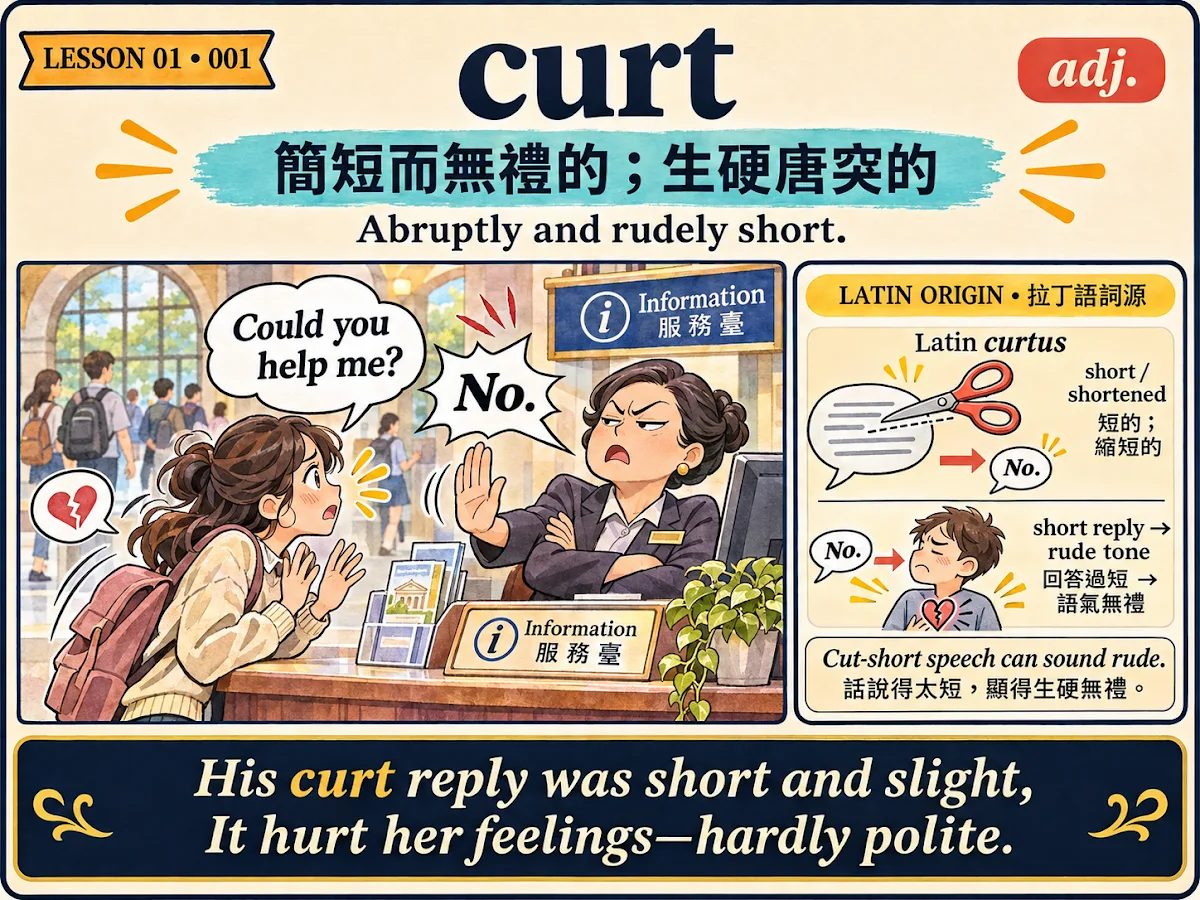 LESSON 01 • 001
curt
adj.
簡短而無禮的；生硬唐突的
Abruptly and rudely short.
Could you
help me?
No.
i Information
服務臺
i Information
服務臺
LATIN ORIGIN • 拉丁語詞源
Latin curtus
short /
shortened
短的；
縮短的
No.
No.
short reply →
rude tone
回答過短 →
語氣無禮
Cut-short speech can sound rude.
話說得太短，顯得生硬無禮。
His curt reply was short and slight,
It hurt her feelings—hardly polite.